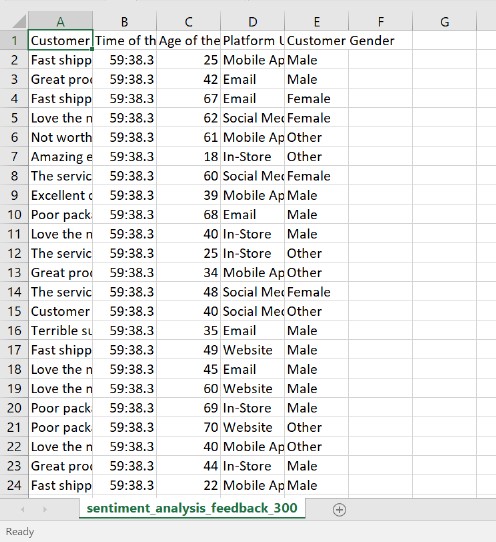 A B C D E F G
1 Customer Time of th Age of the Platform U Customer Gender
2 Fast shipp 59:38.3 25 Mobile Ap Male
3 Great proc 59:38.3 42 Email Male
4 Fast shipp 59:38.3 67 Email Female
5 Love the n 59:38.3 62 Social Med Female
6 Not worth 59:38.3 61 Mobile Ap Other
7 Amazing e 59:38.3 18 In-Store Other
8 The servic 59:38.3 60 Social Med Female
9 Excellent c 59:38.3 39 Mobile Ap Male
10 Poor pack 59:38.3 68 Email Male
11 Love the n 59:38.3 40 In-Store Male
12 The servic 59:38.3 25 In-Store Other
13 Great proc 59:38.3 34 Mobile Ap Other
14 The servic 59:38.3 48 Social Med Female
15 Customer 59:38.3 40 Social Med Other
16 Terrible su 59:38.3 35 Email Male
17 Fast shipp 59:38.3 49 Website Male
18 Love the n 59:38.3 45 Email Male
19 Love the n 59:38.3 60 Website Male
20 Poor pack 59:38.3 69 In-Store Male
21 Poor pack 59:38.3 70 Website Other
22 Love the n 59:38.3 40 Mobile Ap Other
23 Great proc 59:38.3 44 In-Store Male
24 Fast shipp 59:38.3 22 Mobile Ap Male
sentiment_analysis_feedback_300
Ready